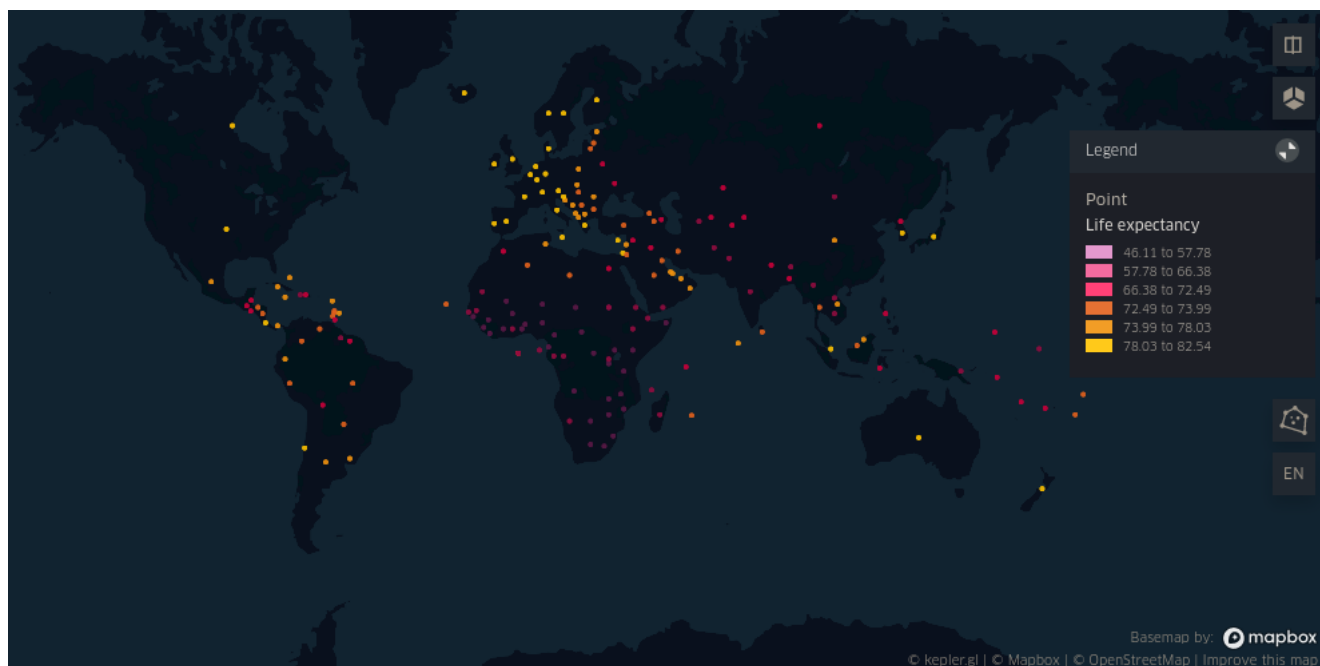 Legend
Point
Life expectancy
46.11 to 57.78
57.78 to 66.38
66.38 to 72.49
72.49 to 73.99
73.99 to 78.03
78.03 to 82.54
EN
Basemap by: mapbox
© kepler.gl | © Mapbox | © OpenStreetMap | Improve this map